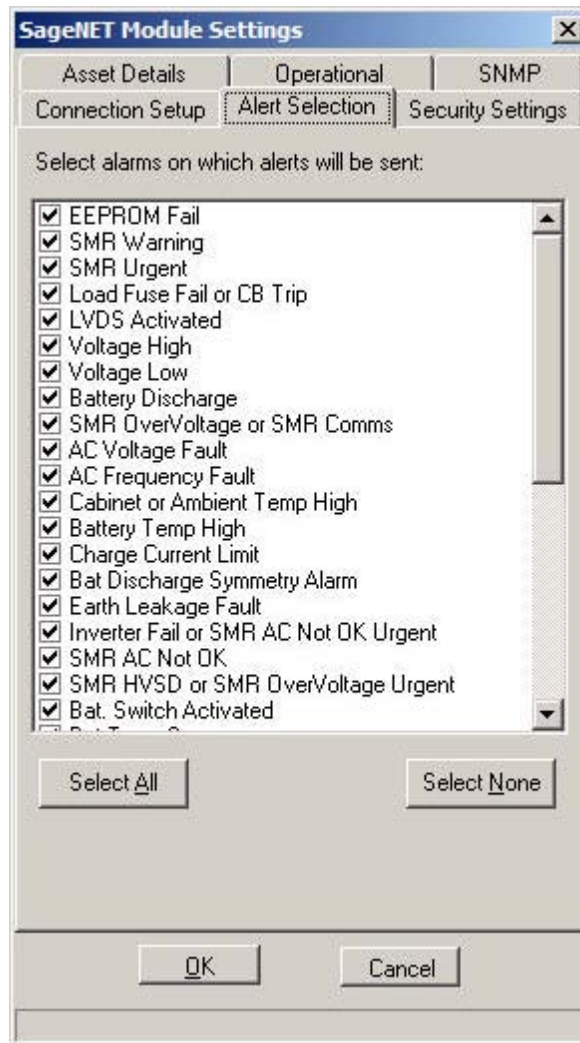 SageNET Module Settings
Asset Details
Operational
SNMP
Connection Setup
Alert Selection
Security Settings
Select alarms on which alerts will be sent:
EEPROM Fail
SMR Warning
SMR Urgent
Load Fuse Fail or CB Trip
LVDS Activated
Voltage High
Voltage Low
Battery Discharge
SMR OverVoltage or SMR Comms
AC Voltage Fault
AC Frequency Fault
Cabinet or Ambient Temp High
Battery Temp High
Charge Current Limit
Bat Discharge Symmetry Alarm
Earth Leakage Fault
Inverter Fail or SMR AC Not OK Urgent
SMR AC Not OK
SMR HVSD or SMR OverVoltage Urgent
Bat. Switch Activated
Select All
Select None
OK
Cancel